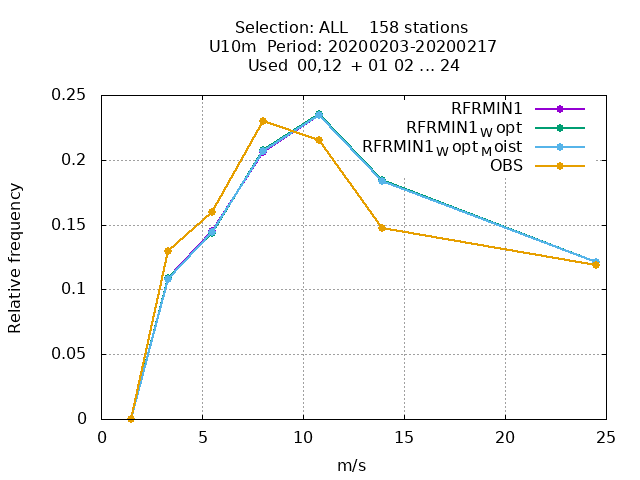 Selection: ALL    158 stations
U10m  Period: 20200203-20200217
Used  00,12  + 01 02 ... 24
0.25
0.2
0.15
0.1
0.05
0
Relative frequency
RFRMIN1
RFRMIN1_W opt
RFRMIN1_W opt_M oist
OBS
0 5 10 15 20 25
m/s